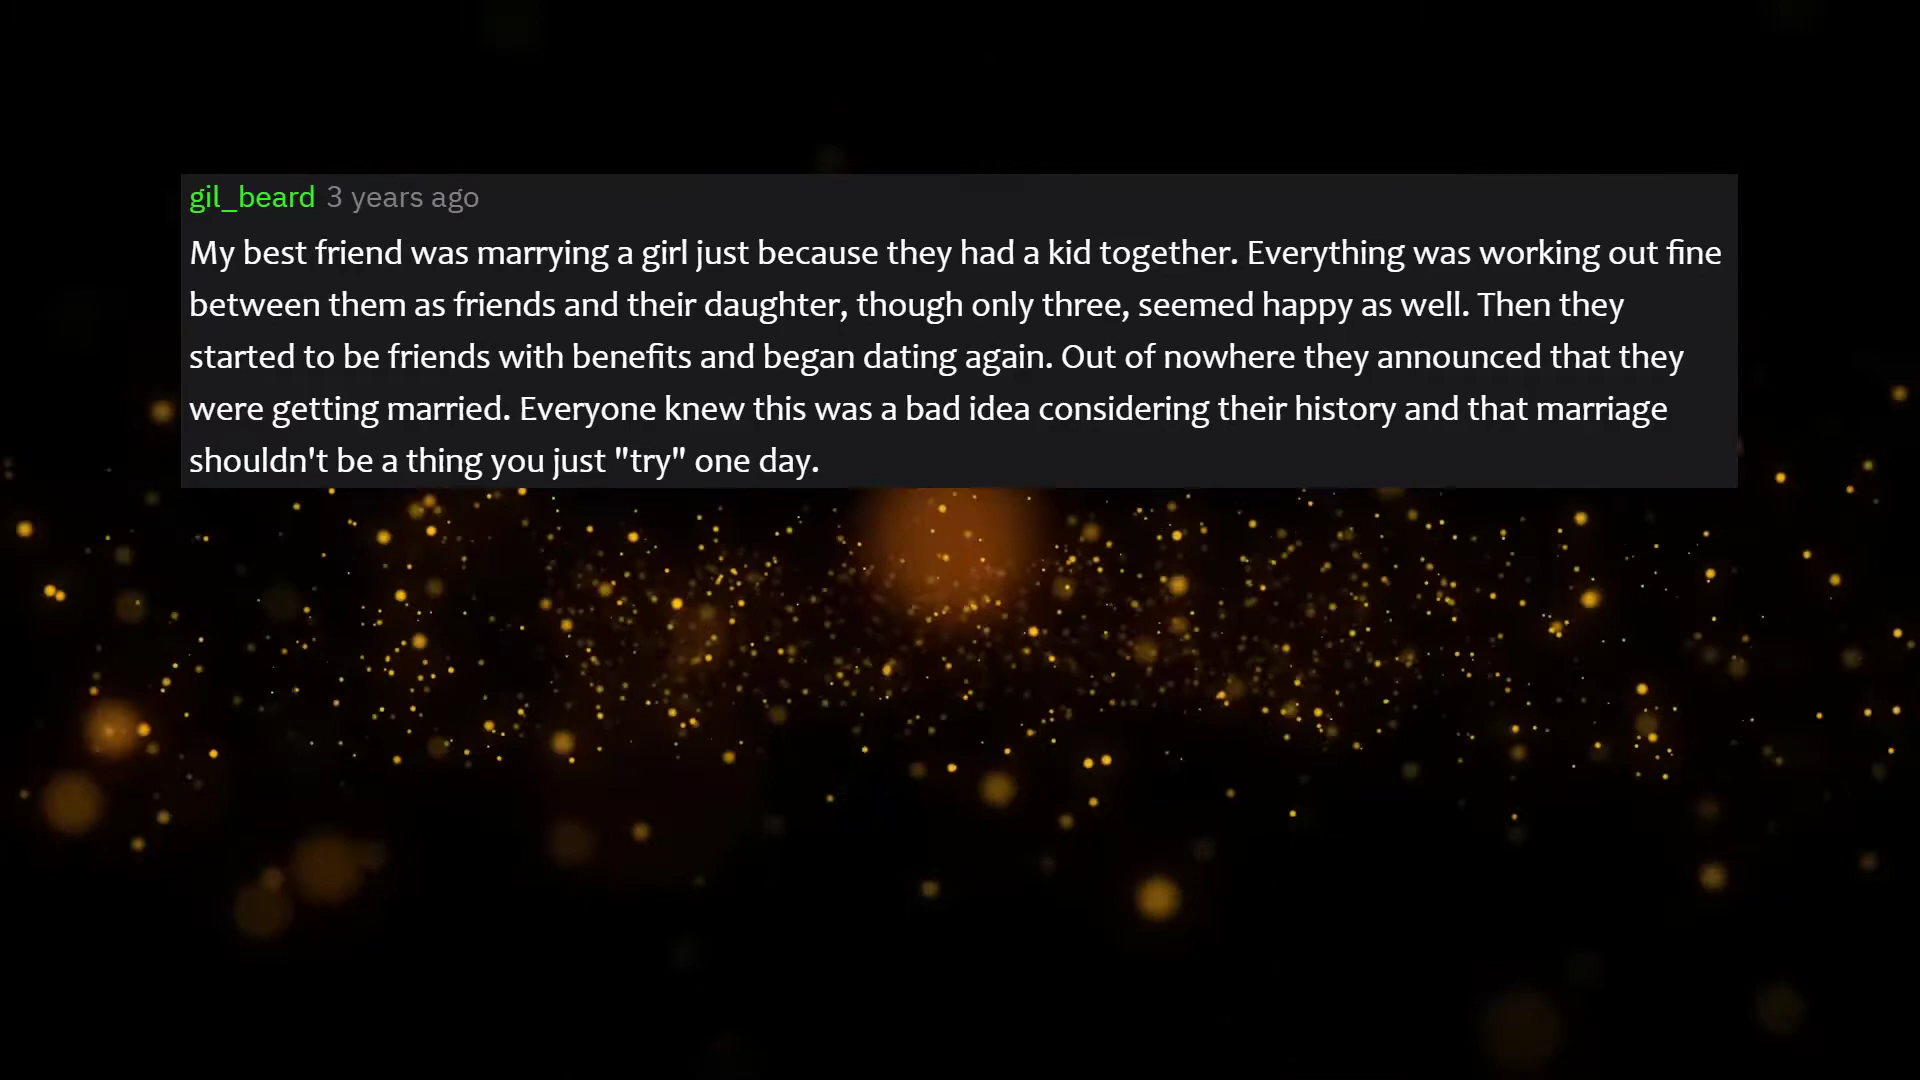 gil_beard 3 years ago
My best friend was marrying a girl just because they had a kid together. Everything was working out fine
between them as friends and their daughter, though only three, seemed happy as well. Then they
started to be friends with benefits and began dating again. Out of nowhere they announced that they
were getting married. Everyone knew this was a bad idea considering their history and that marriage
shouldn't be a thing you just "try" one day.